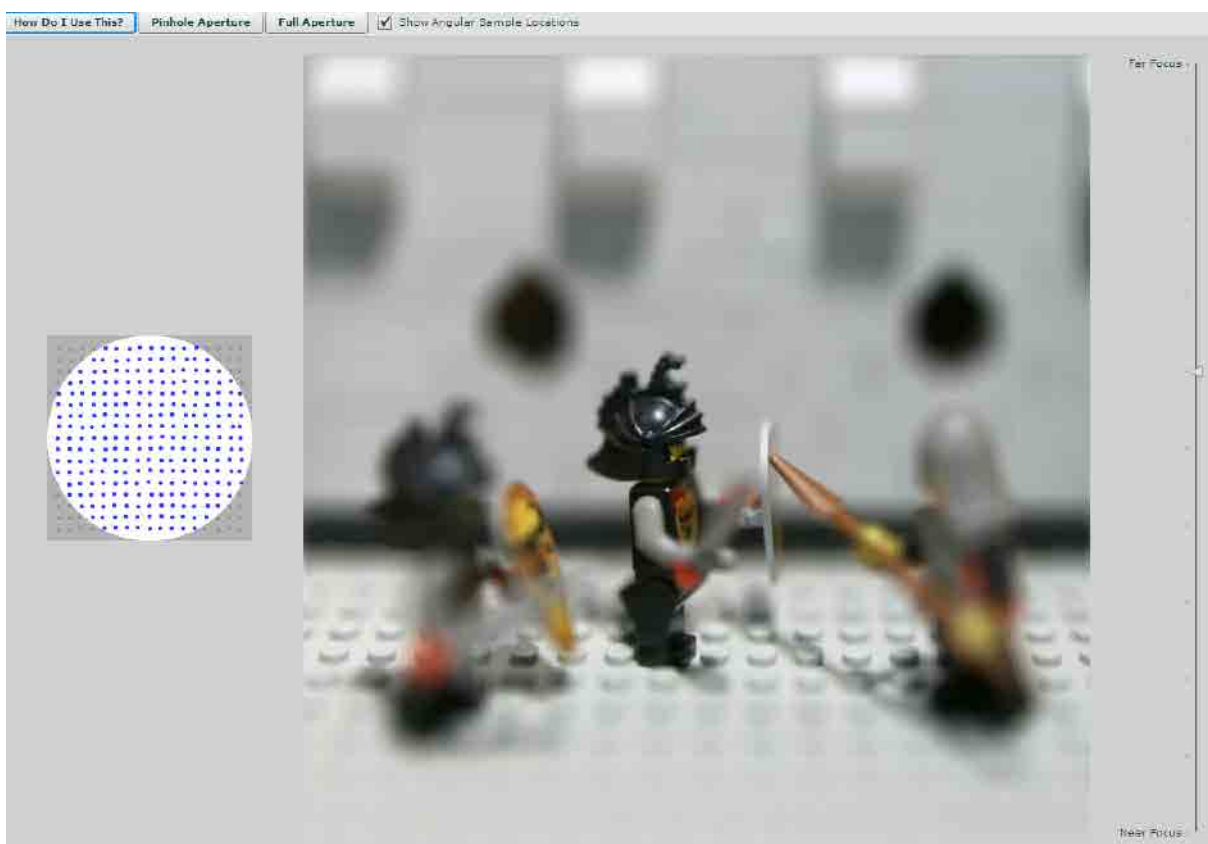 How Do I Use This? Pinhole Aperture Full Aperture Show Angular Sample Locations
Far Focus
Near Focus